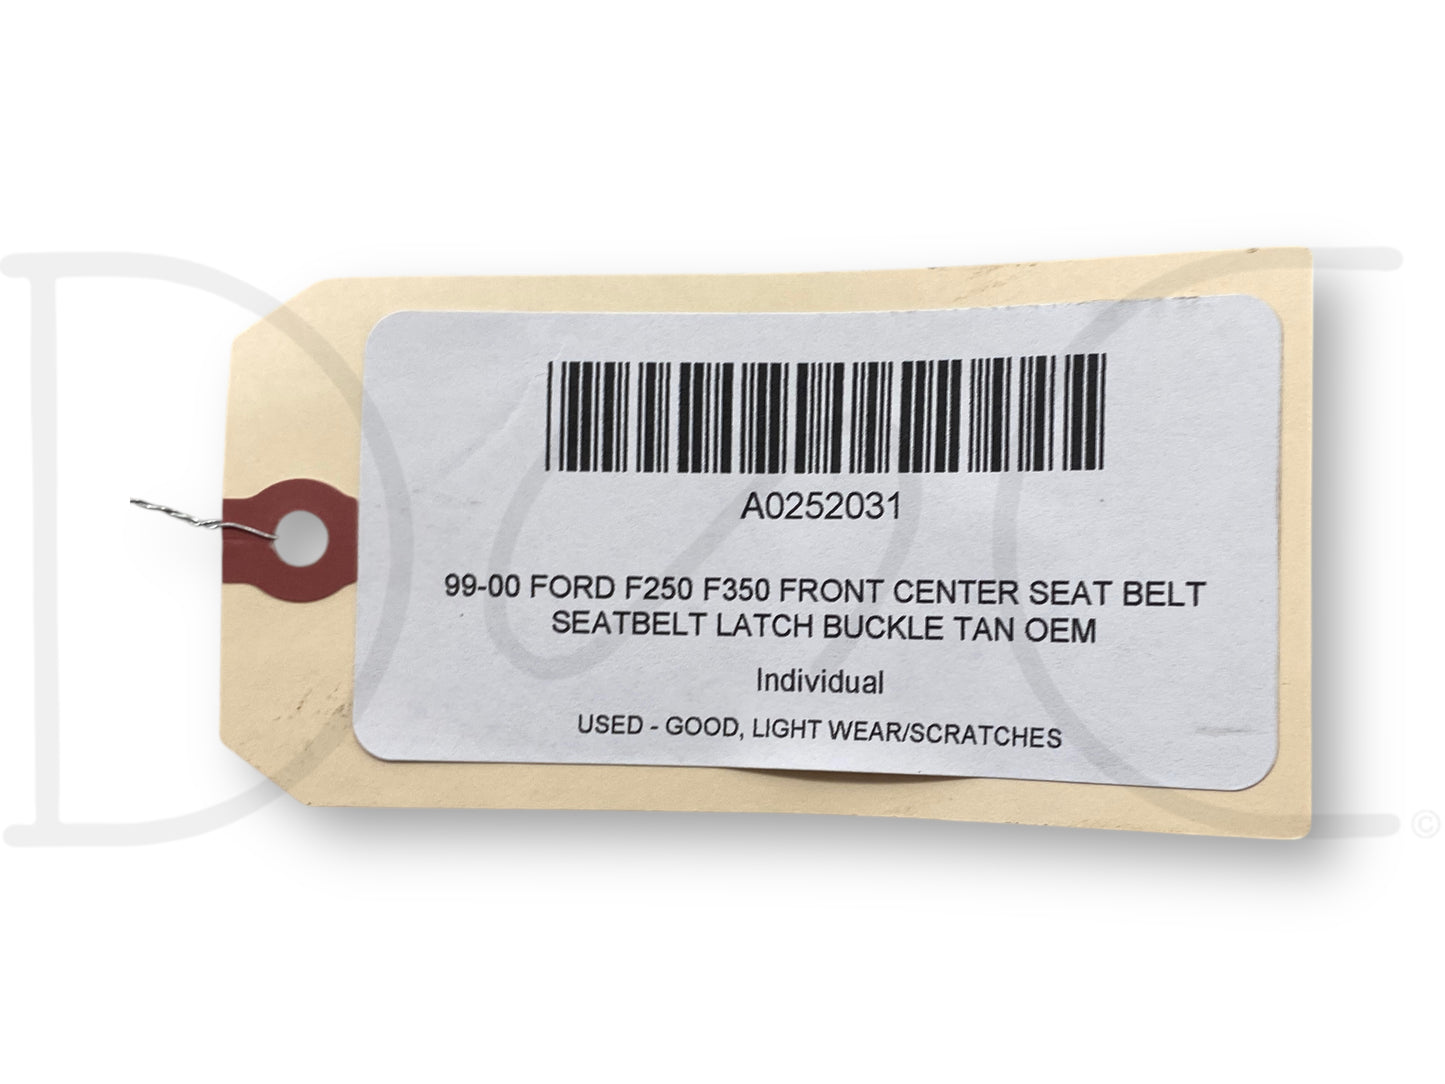 A0252031
99-00 FORD F250 F350 FRONT CENTER SEAT BELT
SEATBELT LATCH BUCKLE TAN OEM
Individual
USED - GOOD, LIGHT WEAR/SCRATCHES
©